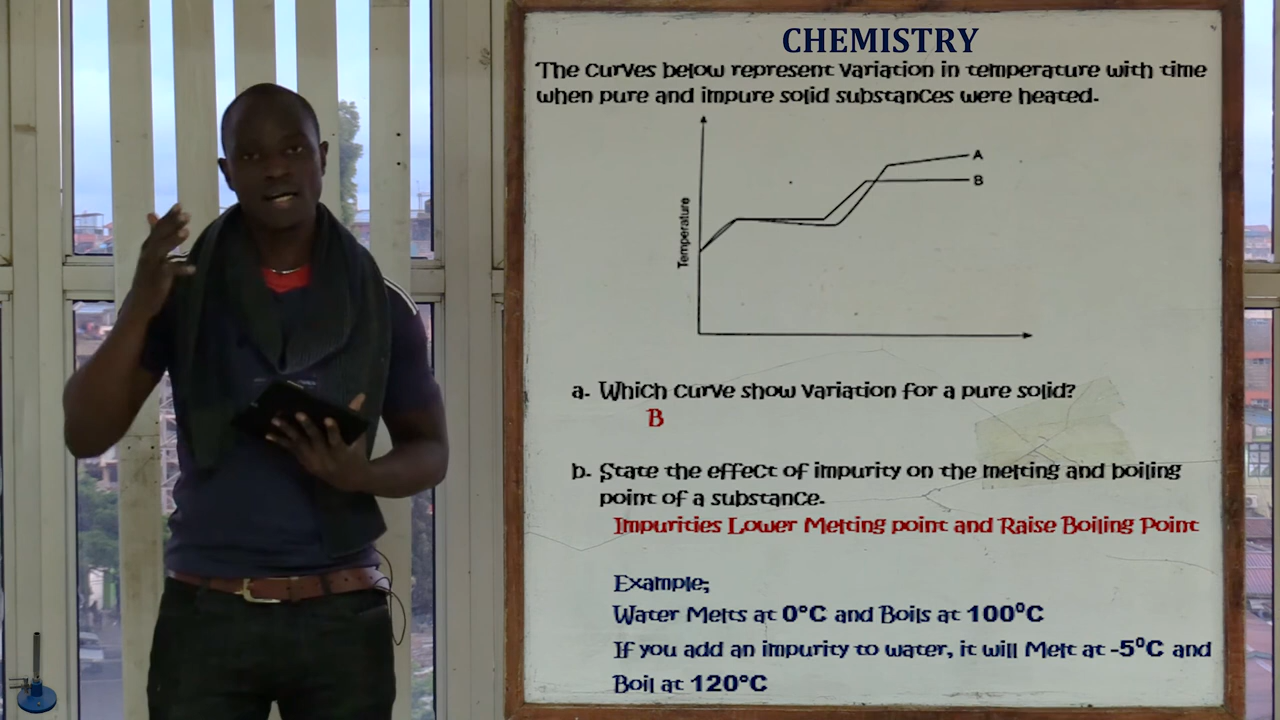 CHEMISTRY
The curves below represent variation in temperature with time
when pure and impure solid substances were heated.
A
B
Temperature
a. Which curve show variation for a pure solid?
B
b. State the effect of impurity on the melting and boiling
point of a substance.
Impurities Lower Melting point and Raise Boiling Point
Example;
Water Melts at 0°C and Boils at 100⁰C
If you add an impurity to water, it will Melt at -5⁰C and
Boil at 120°C